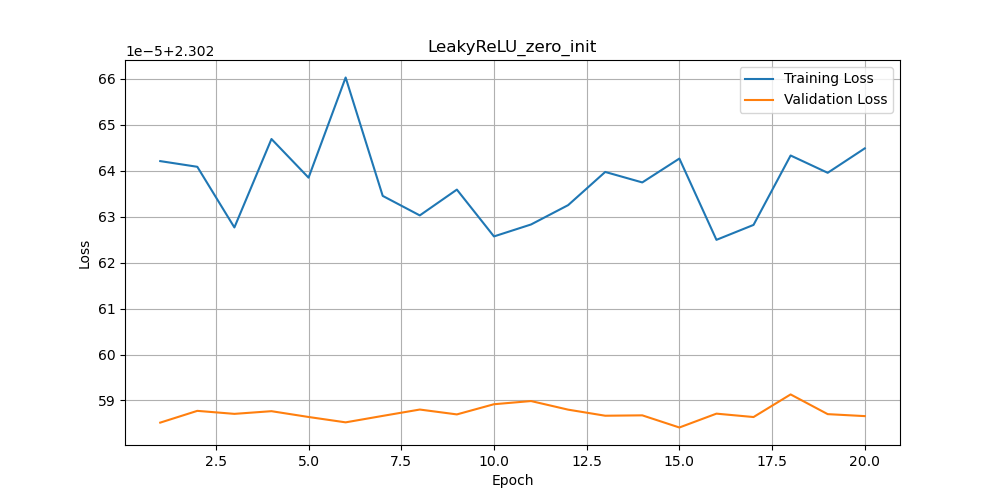 LeakyReLU_zero_init
1e−5+2.302
Training Loss
Validation Loss
66
65
64
63
62
61
60
59
Loss
2.5 5.0 7.5 10.0 12.5 15.0 17.5 20.0
Epoch